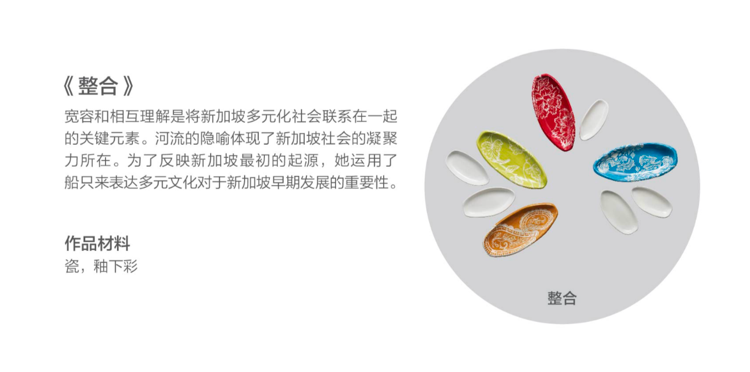 《整合》
宽容和相互理解是将新加坡多元化社会联系在一起
的关键元素。河流的隐喻体现了新加坡社会的凝聚
力所在。为了反映新加坡最初的起源，她运用了
船只来表达多元文化对于新加坡早期发展的重要性。
作品材料
瓷，釉下彩
整合